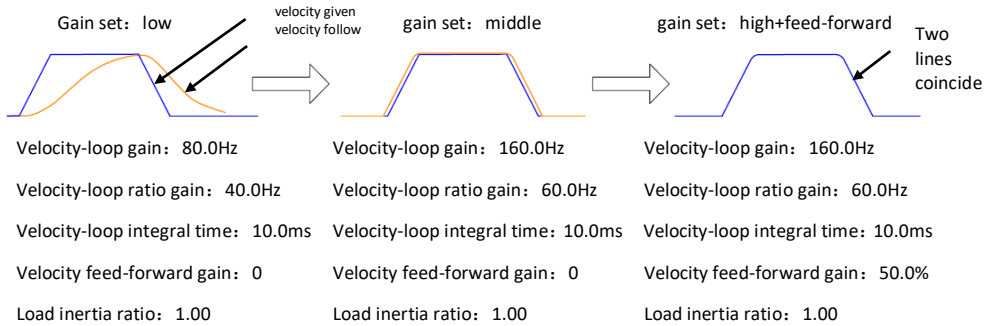 Gain set：low
velocity given
velocity follow
gain set：middle
gain set：high+feed-forward
Two
lines
coincide
Velocity-loop gain：80.0Hz
Velocity-loop gain：160.0Hz
Velocity-loop gain：160.0Hz
Velocity-loop ratio gain：40.0Hz
Velocity-loop ratio gain：60.0Hz
Velocity-loop ratio gain：60.0Hz
Velocity-loop integral time：10.0ms
Velocity-loop integral time：10.0ms
Velocity-loop integral time：10.0ms
Velocity feed-forward gain：0
Velocity feed-forward gain：0
Velocity feed-forward gain：50.0%
Load inertia ratio：1.00
Load inertia ratio：1.00
Load inertia ratio：1.00